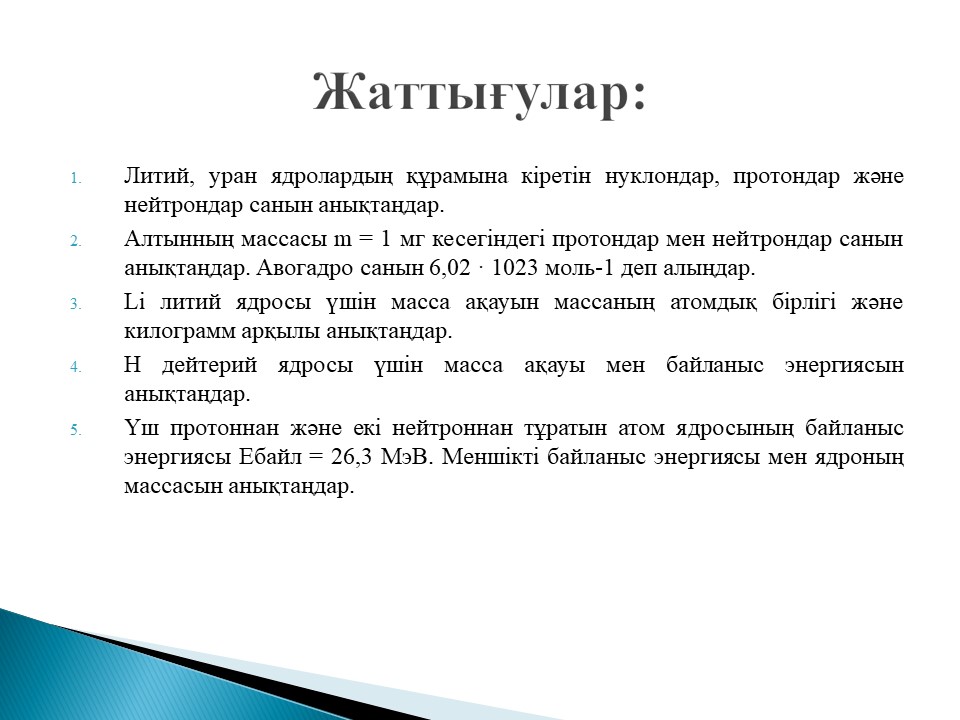 Жаттығулар:
1. Литий, уран ядролардың құрамына кіретін нуклондар, протондар және
нейтрондар санын анықтаңдар.
2. Алтынның массасы m = 1 мг кесегіндегі протондар мен нейтрондар санын
анықтаңдар. Авогадро санын 6,02 · 1023 моль-1 деп алыңдар.
3. Li литий ядросы үшін масса ақауын массаның атомдық бірлігі және
килограмм арқылы анықтаңдар.
4. Н дейтерий ядросы үшін масса ақауы мен байланыс энергиясын
анықтаңдар.
5. Үш протоннан және екі нейтроннан тұратын атом ядросының байланыс
энергиясы Ебайл = 26,3 МэВ. Меншікті байланыс энергиясы мен ядроның
массасын анықтаңдар.